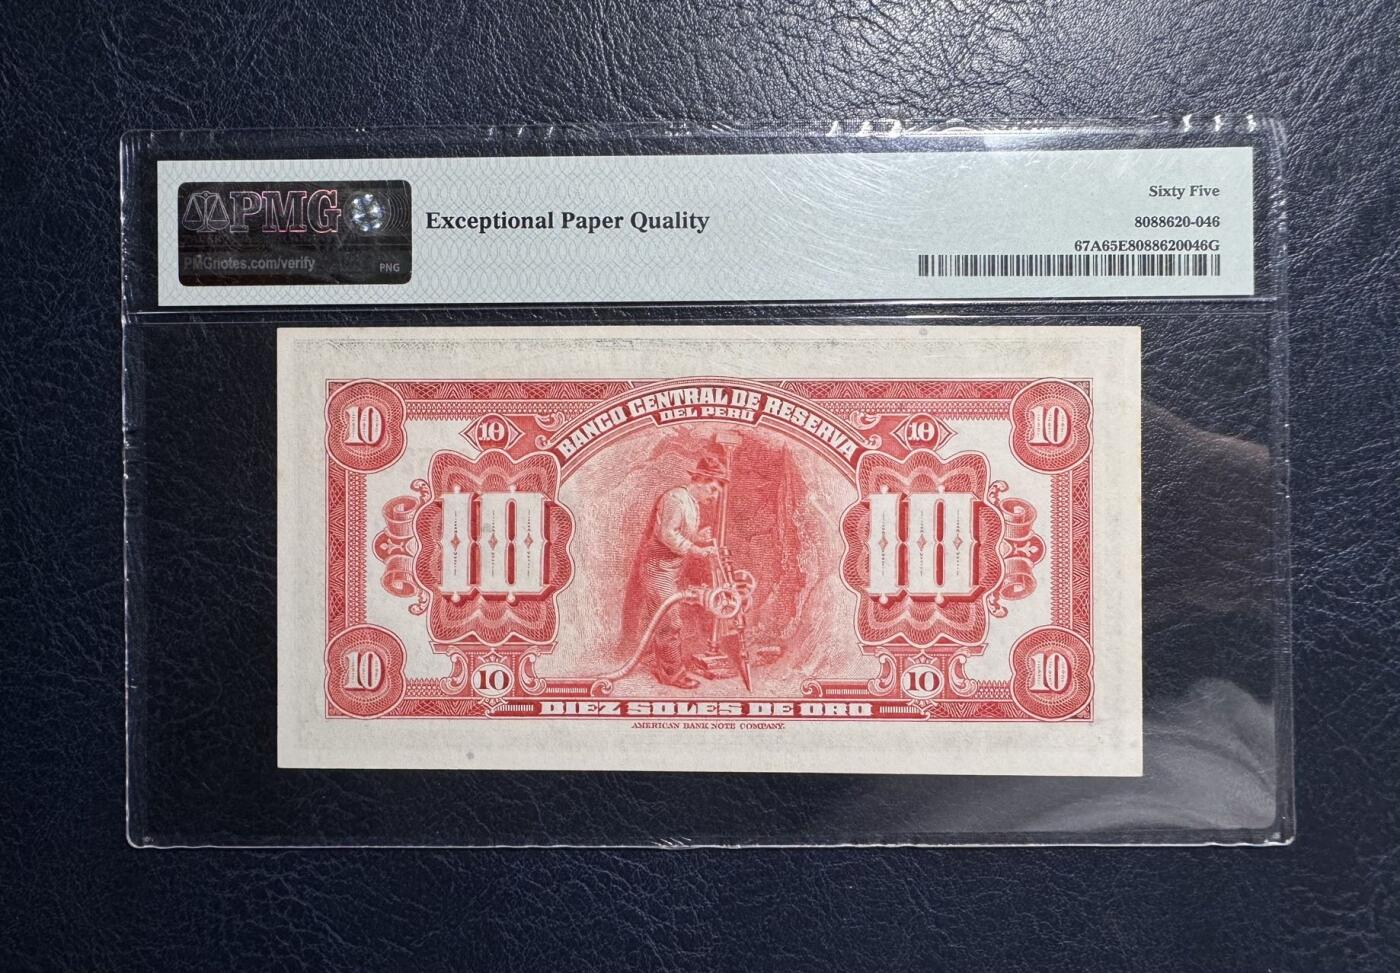 PMG
PMGnotes.com/verify
PNG
Exceptional Paper Quality
Sixty Five
8088620-046
67A65E8088620046G
10
10
BANCO CENTRAL DE RESERVA
DEL PERÚ
10
10
10
10
10
10
10
10
DIEZ SOLES DE ORO
AMERICAN BANK NOTE COMPANY.